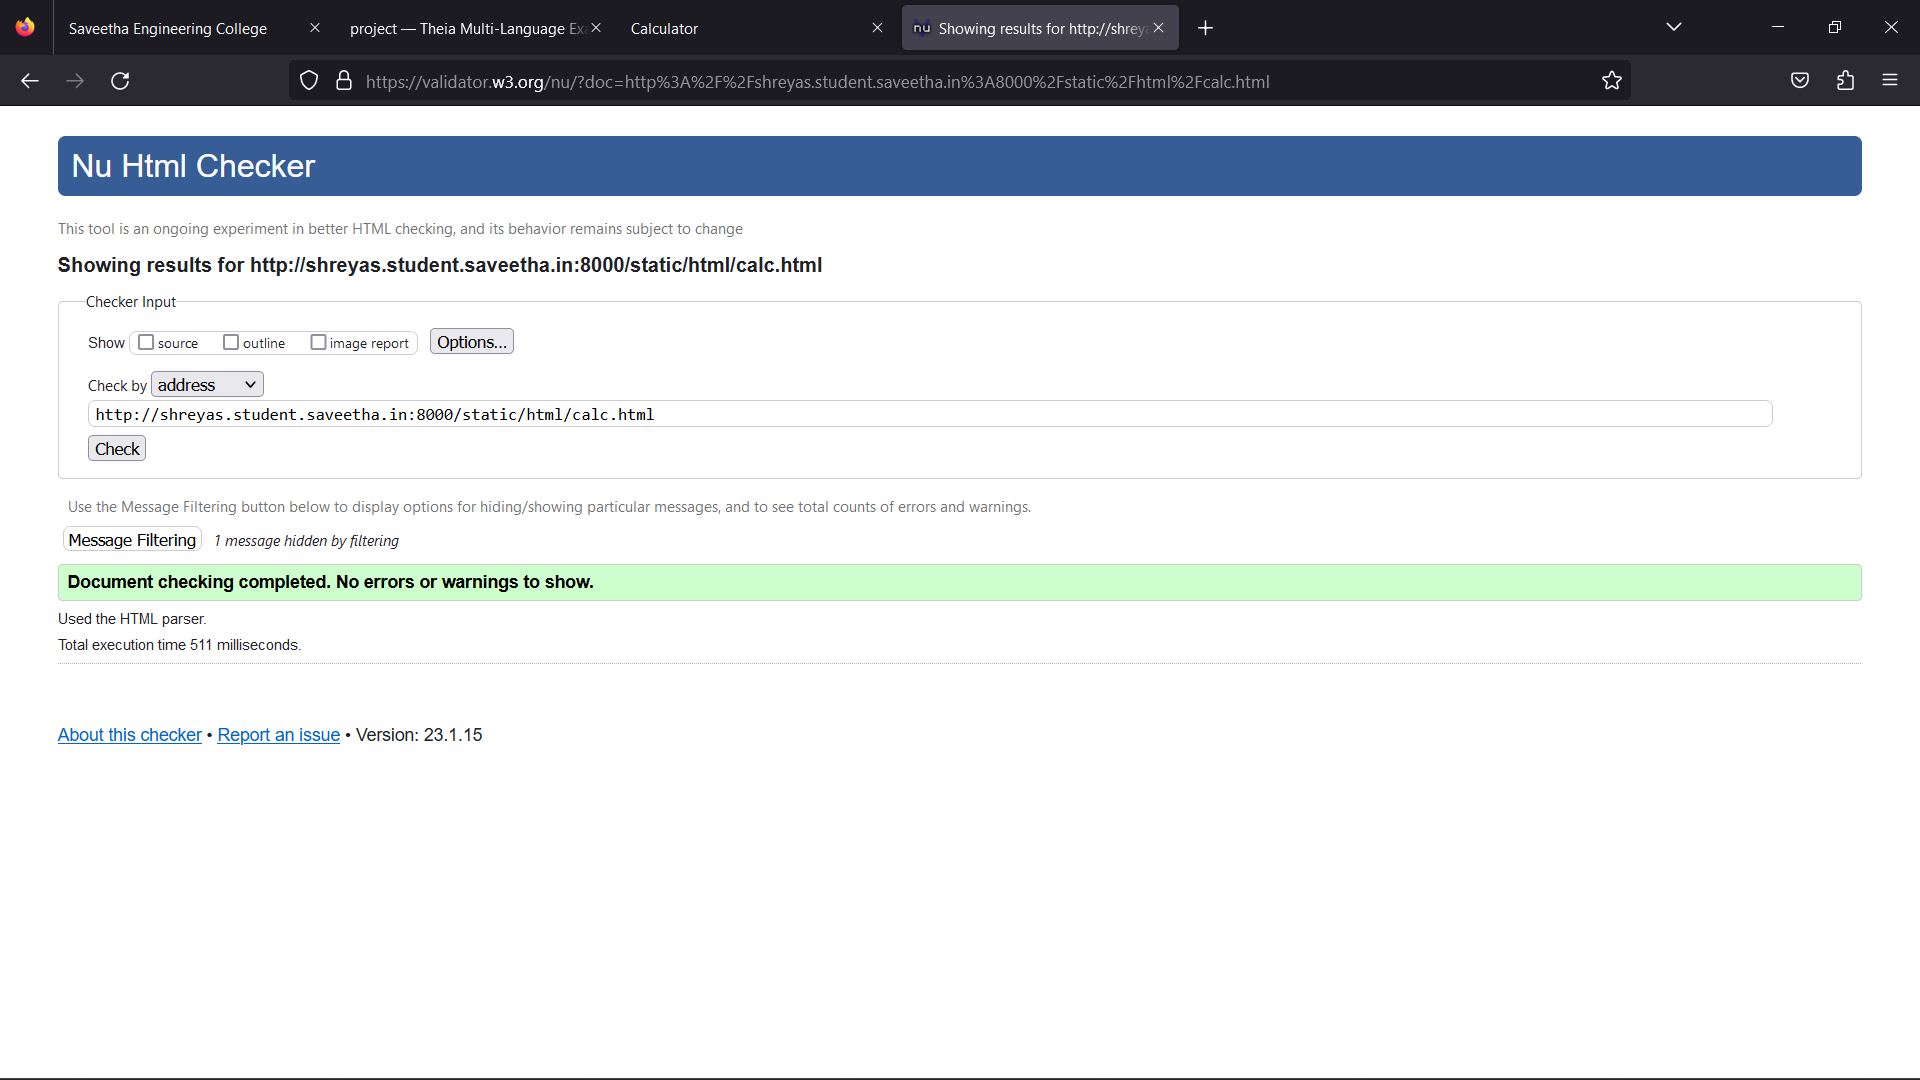 Saveetha Engineering College
project — Theia Multi-Language Ex
Calculator
nu Showing results for http://shrey
https://validator.w3.org/nu/?doc=http%3A%2F%2Fshreyas.student.saveetha.in%3A8000%2Fstatic%2Fhtml%2Fcalc.html
Nu Html Checker
This tool is an ongoing experiment in better HTML checking, and its behavior remains subject to change
Showing results for http://shreyas.student.saveetha.in:8000/static/html/calc.html
Checker Input
Show source outline image report Options...
Check by address
http://shreyas.student.saveetha.in:8000/static/html/calc.html
Check
Use the Message Filtering button below to display options for hiding/showing particular messages, and to see total counts of errors and warnings.
Message Filtering 1 message hidden by filtering
Document checking completed. No errors or warnings to show.
Used the HTML parser.
Total execution time 511 milliseconds.
About this checker • Report an issue • Version: 23.1.15